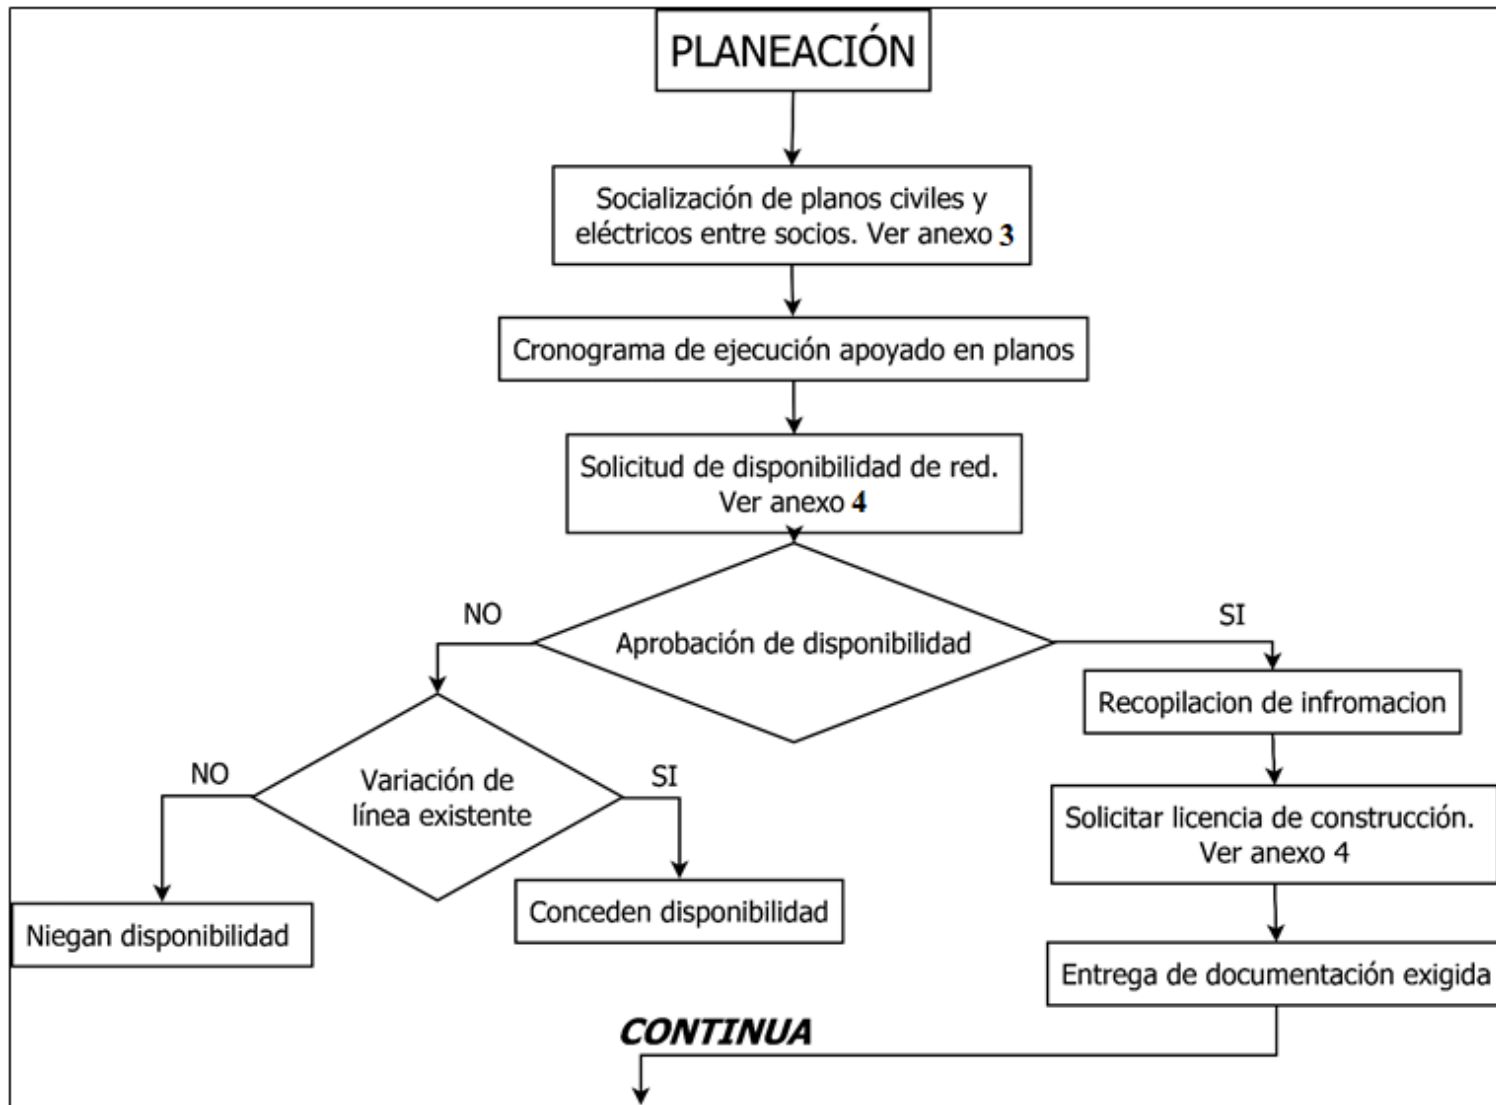 PLANEACIÓN
Socialización de planos civiles y
eléctricos entre socios. Ver anexo 3
Cronograma de ejecución apoyado en planos
Solicitud de disponibilidad de red.
Ver anexo 4
NO
SI
Aprobación de disponibilidad
Recopilacion de infromacion
NO
Variación de
línea existente
SI
Solicitar licencia de construcción.
Ver anexo 4
Niegan disponibilidad
Conceden disponibilidad
Entrega de documentación exigida
CONTINUA